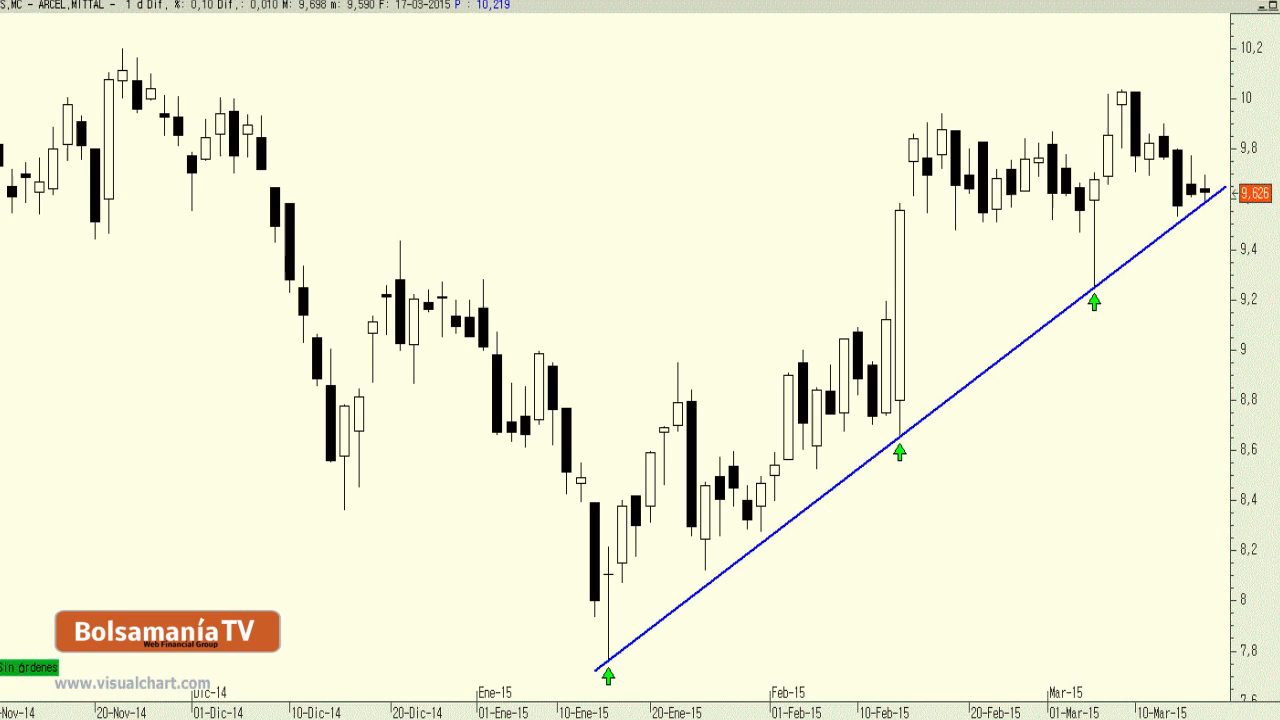 S,MC - ARCEL,MITTAL - 1 d Dif, %: 0,10 Dif,: 0,010 M: 9,698 m: 9,590 F: 17-03-2015 P : 10,219
10,2
10
9,8
9,626
9,4
9,2
9
8,8
8,6
8,4
8,2
8
7,8
7,6
BolsamaníaTV
Web Financial Group
Sin órdenes
www.visualchart.com
Dic-14
Ene-15
Feb-15
Mar-15
-Nov-14
20-Nov-14
01-Dic-14
10-Dic-14
20-Dic-14
01-Ene-15
10-Ene-15
20-Ene-15
01-Feb-15
10-Feb-15
20-Feb-15
01-Mar-15
10-Mar-15